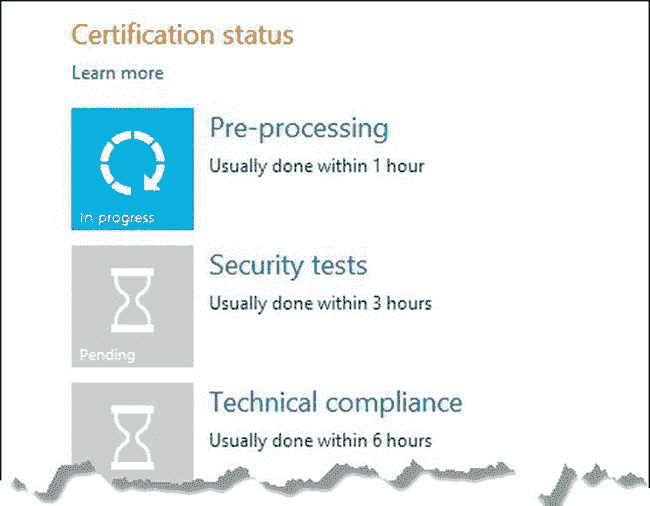 Certification status
Learn more
Pre-processing
Usually done within 1 hour
In progress
Security tests
Usually done within 3 hours
Pending
Technical compliance
Usually done within 6 hours